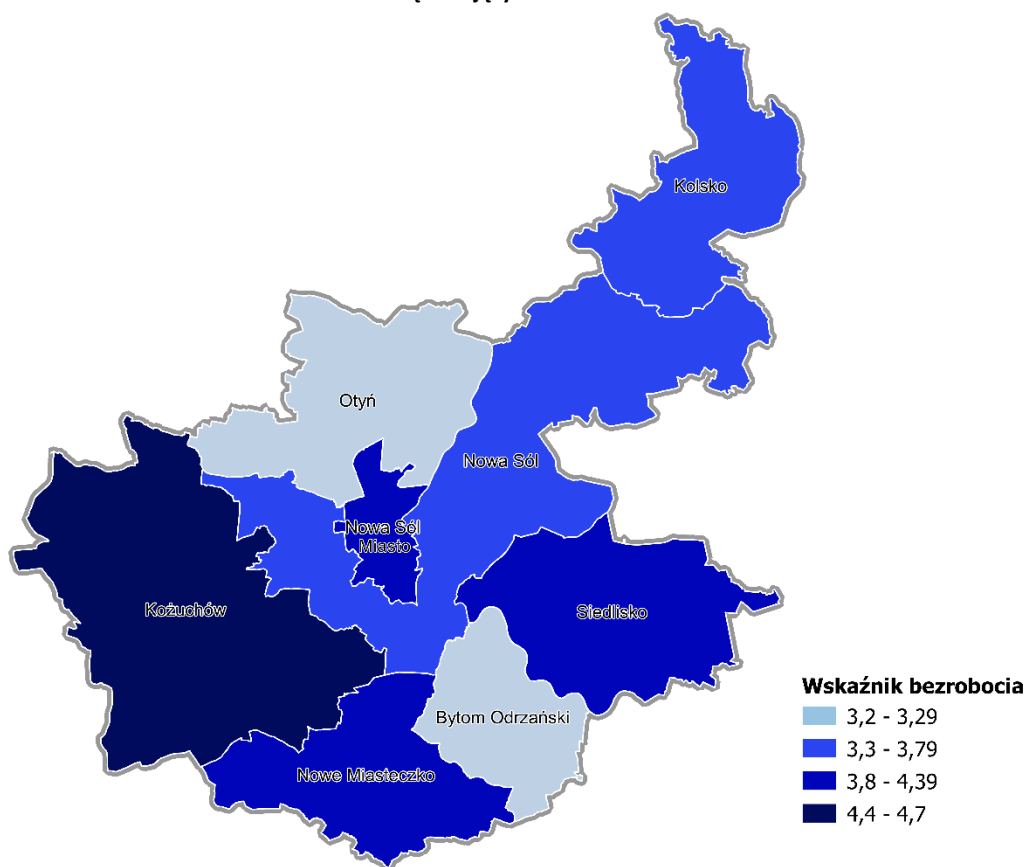 Kolsko
Otyń
Nowa Sól
Nowa Sól
Miasto
Kożuchów
Siedlisko
Bytom Odrzański
Nowe Miasteczko
Wskaźnik bezrobocia
3,2 - 3,29
3,3 - 3,79
3,8 - 4,39
4,4 - 4,7